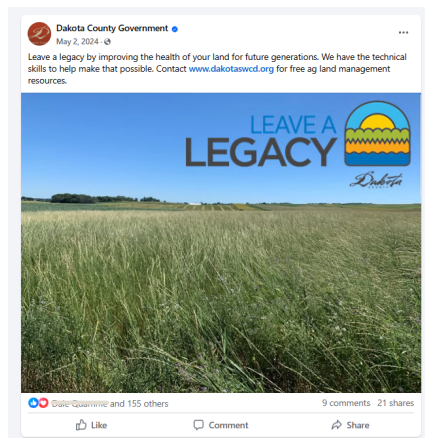 Dakota County Government
May 2, 2024 ·
Leave a legacy by improving the health of your land for future generations. We have the technical
skills to help make that possible. Contact www.dakotaswcd.org for free ag land management
resources.
LEAVE A
LEGACY
Dakota
COUNTY
and 155 others
9 comments 21 shares
Like
Comment
Share